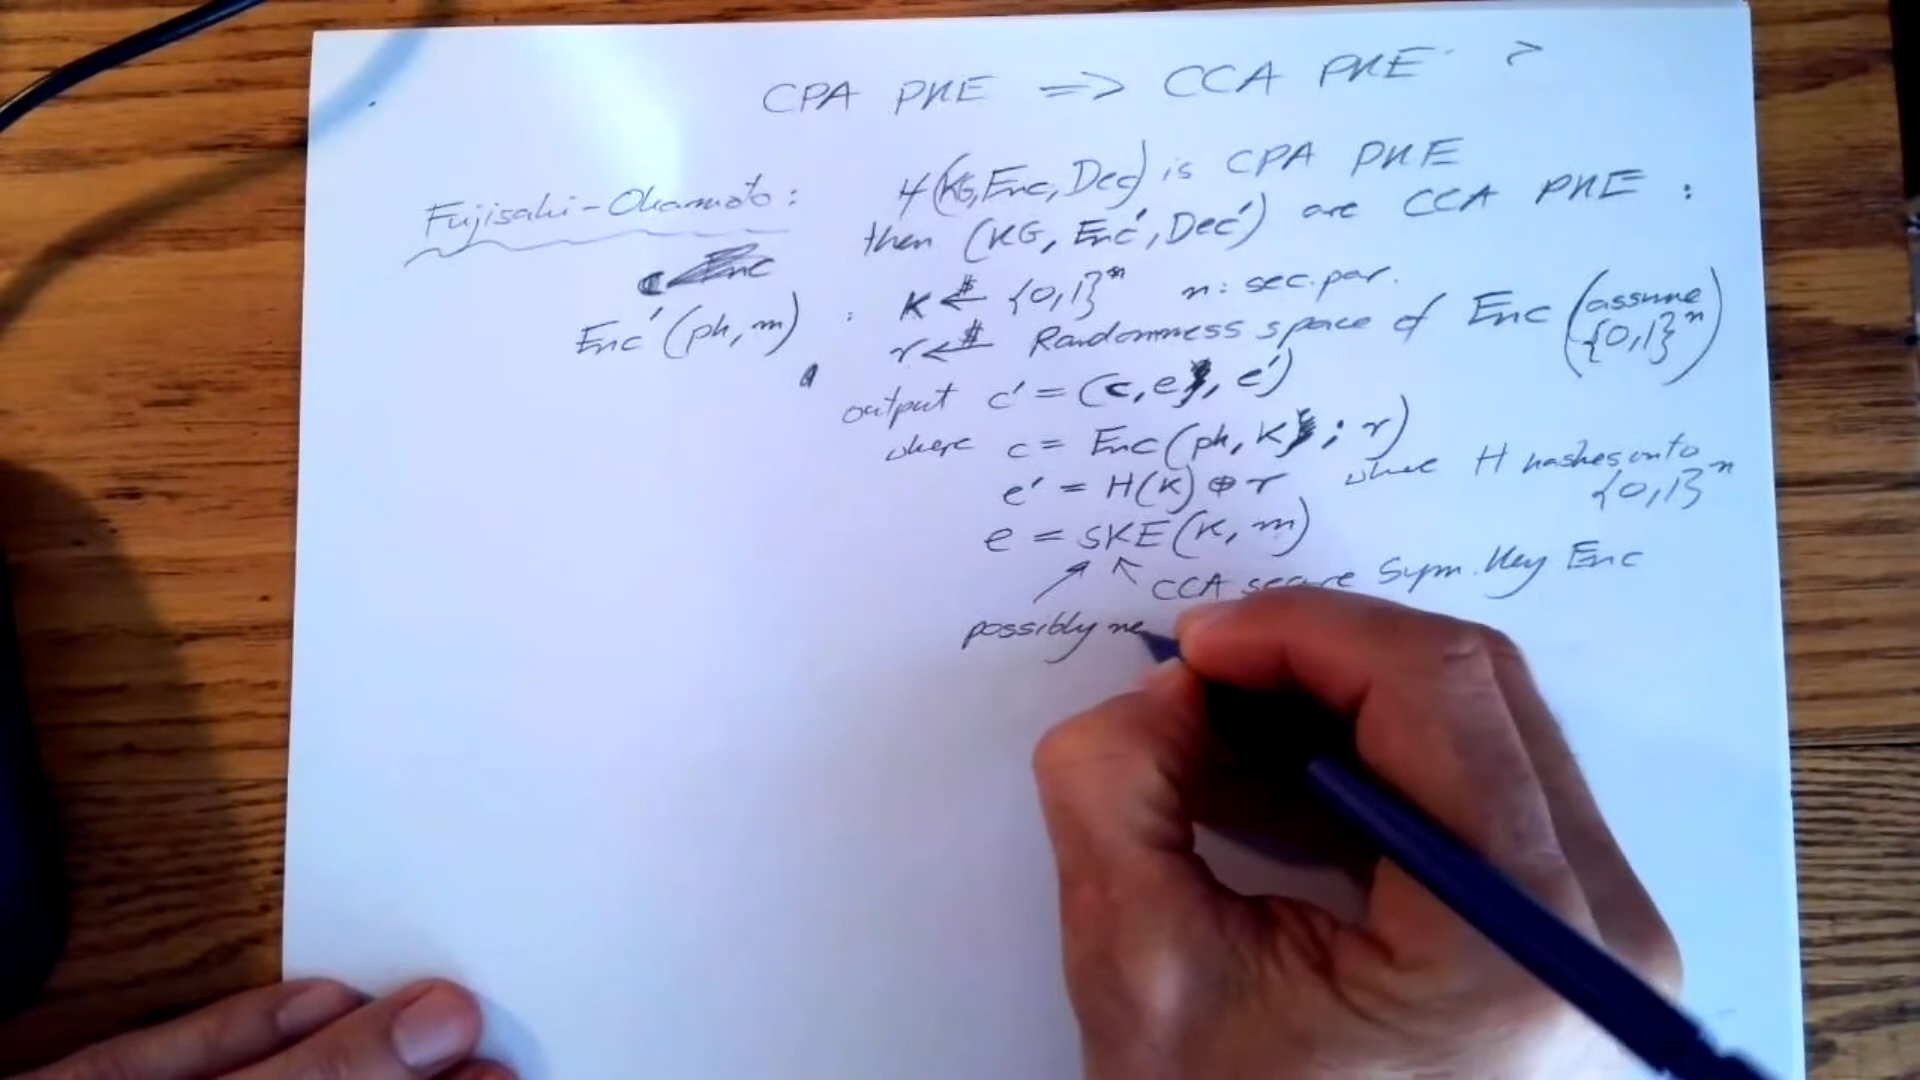 CPA PKE => CCA PKE ?
Fujisaki-Okamoto: If (KG, Enc, Dec) is CPA PKE
then (KG, Enc', Dec') are CCA PKE :
Enc
Enc'(pk, m) : K <-$ {0,1}^n n: sec.par.
r <-$ Randomness space of Enc (assume {0,1}^n)
output c' = (c, e, e')
where c = Enc(pk, K ; r)
e' = H(K) ⊕ r where H hashes onto {0,1}^n
e = SKE(K, m)
CCA secure Sym. Key Enc
possibly ne